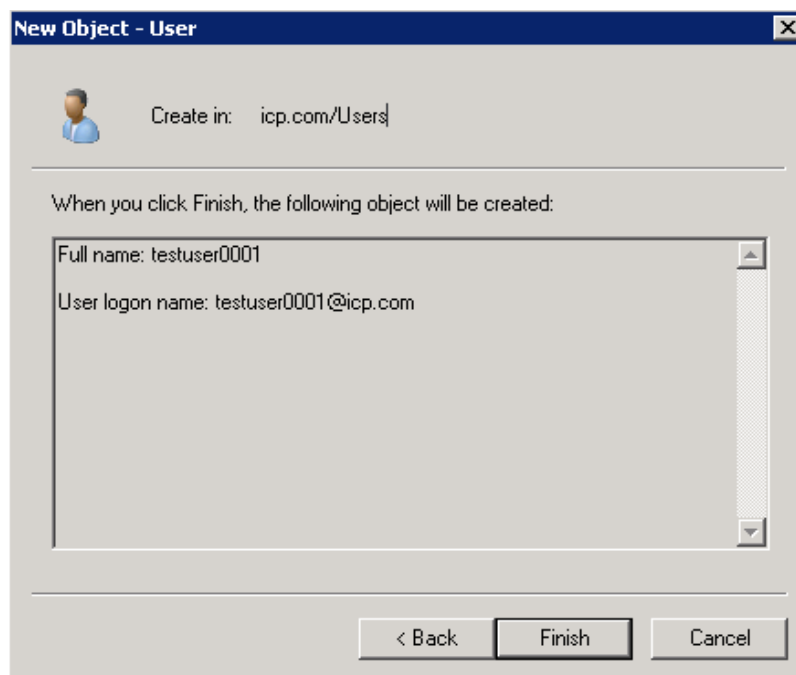 New Object - User
Create in: icp.com/Users
When you click Finish, the following object will be created:
Full name: testuser0001
User logon name: testuser0001@icp.com
< Back Finish Cancel